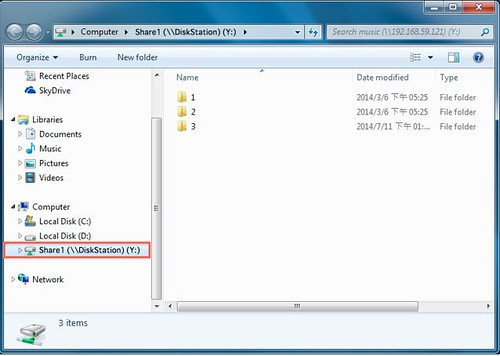 Computer ▸ Share1 (\\DiskStation) (Y:) ▸
Search music (\\192.168.59.121) (Y:)
Organize
Burn
New folder
Recent Places
SkyDrive
Libraries
Documents
Music
Pictures
Videos
Computer
Local Disk (C:)
Local Disk (D:)
Share1 (\\DiskStation) (Y:)
Network
Name Date modified Type
1 2014/3/6 下午 05:25 File folder
2 2014/3/6 下午 05:25 File folder
3 2014/7/11 下午 01:... File folder
3 items